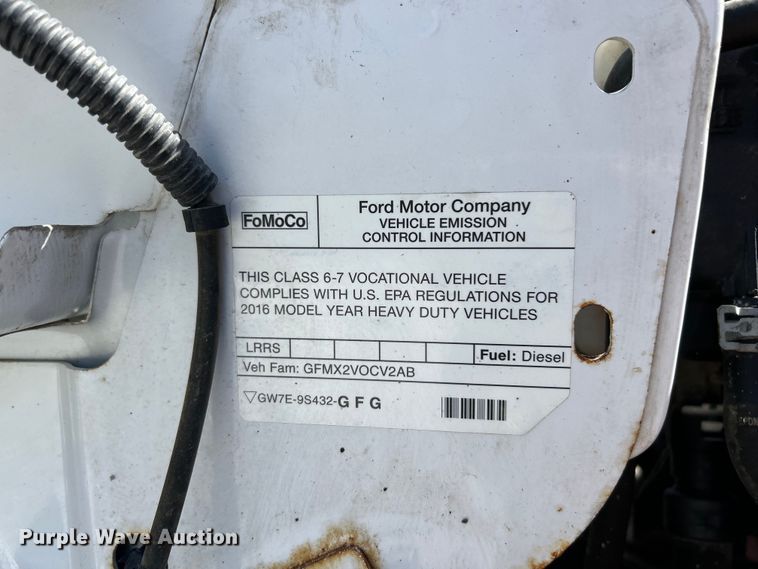 FoMoCo
Ford Motor Company
VEHICLE EMISSION
CONTROL INFORMATION
THIS CLASS 6-7 VOCATIONAL VEHICLE
COMPLIES WITH U.S. EPA REGULATIONS FOR
2016 MODEL YEAR HEAVY DUTY VEHICLES
LRRS Fuel: Diesel
Veh Fam: GFMX2VOCV2AB
▽GW7E-9S432-G F G
Purple Wave Auction